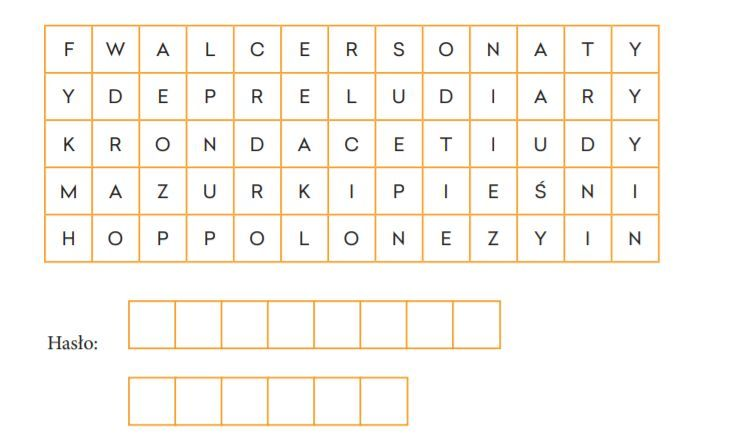 F W A L C E R S O N A T Y
Y D E P R E L U D I A R Y
K R O N D A C E T I U D Y
M A Z U R K I P I E Ś N I
H O P P O L O N E Z Y I N
Hasło: